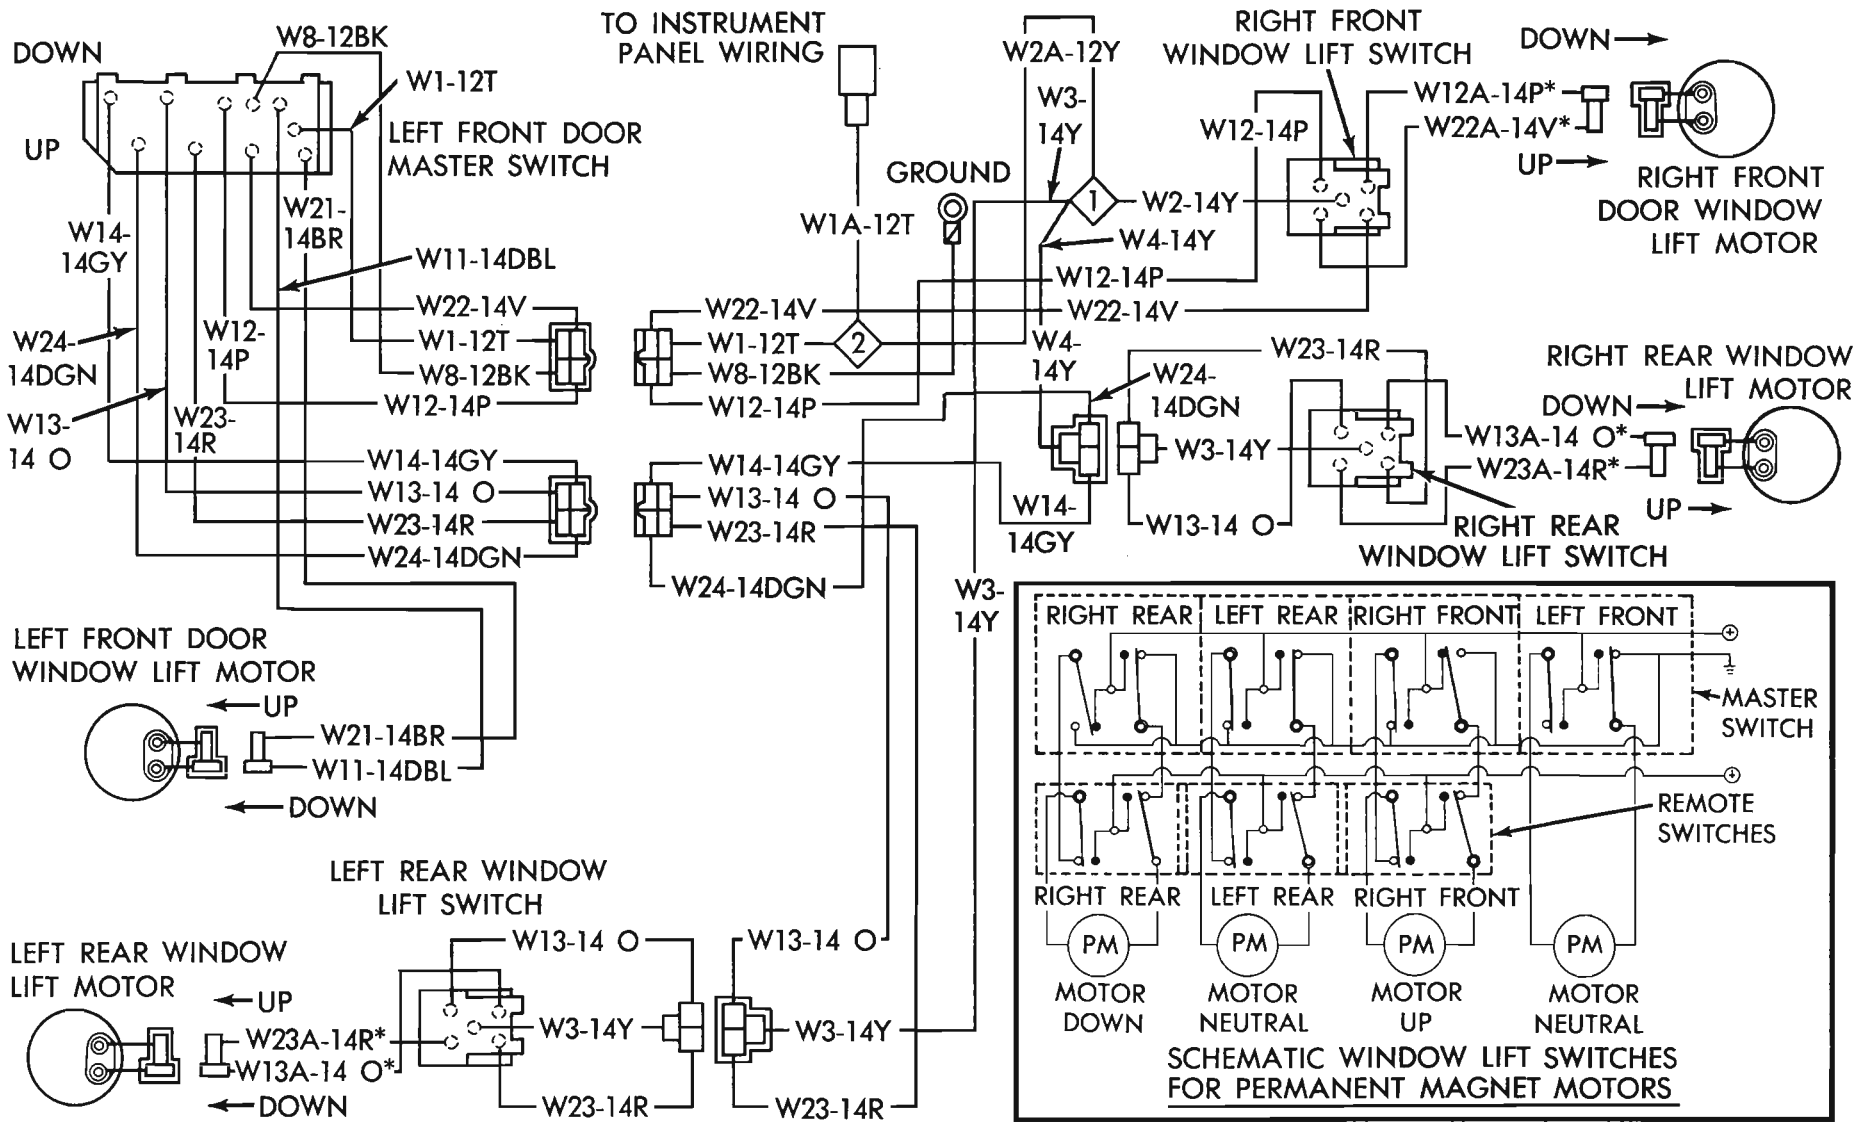 DOWN
UP
W8-12BK
W1-12T
LEFT FRONT DOOR
MASTER SWITCH
W14-
14GY
W21-
14BR
W11-14DBL
W22-14V
W1-12T
W8-12BK
W12-14P
W24-
14DGN
W12-
14P
W13-
14 O
W23-
14R
W14-14GY
W13-14 O
W23-14R
W24-14DGN
TO INSTRUMENT
PANEL WIRING
W1A-12T
GROUND
W22-14V
W1-12T
2
W8-12BK
W12-14P
W14-14GY
W13-14 O
W23-14R
W24-14DGN
W2A-12Y
W3-
14Y
1
W2-14Y
W4-14Y
W12-14P
W22-14V
W4-
14Y
W24-
14DGN
W14-
14GY
W3-
14Y
RIGHT FRONT
WINDOW LIFT SWITCH
W12-14P
DOWN
W12A-14P*
W22A-14V*
UP
RIGHT FRONT
DOOR WINDOW
LIFT MOTOR
W23-14R
W3-14Y
W13-14 O
RIGHT REAR WINDOW
LIFT MOTOR
DOWN
W13A-14 O*
W23A-14R*
UP
RIGHT REAR
WINDOW LIFT SWITCH
LEFT FRONT DOOR
WINDOW LIFT MOTOR
UP
W21-14BR
W11-14DBL
DOWN
LEFT REAR WINDOW
LIFT SWITCH
LEFT REAR WINDOW
LIFT MOTOR
UP
W23A-14R*
W13A-14 O*
DOWN
W13-14 O
W3-14Y
W23-14R
W13-14 O
W3-14Y
W23-14R
RIGHT REAR LEFT REAR RIGHT FRONT LEFT FRONT
MASTER
SWITCH
REMOTE
SWITCHES
RIGHT REAR LEFT REAR RIGHT FRONT
PM PM PM PM
MOTOR MOTOR MOTOR MOTOR
DOWN NEUTRAL UP NEUTRAL
SCHEMATIC WINDOW LIFT SWITCHES
FOR PERMANENT MAGNET MOTORS